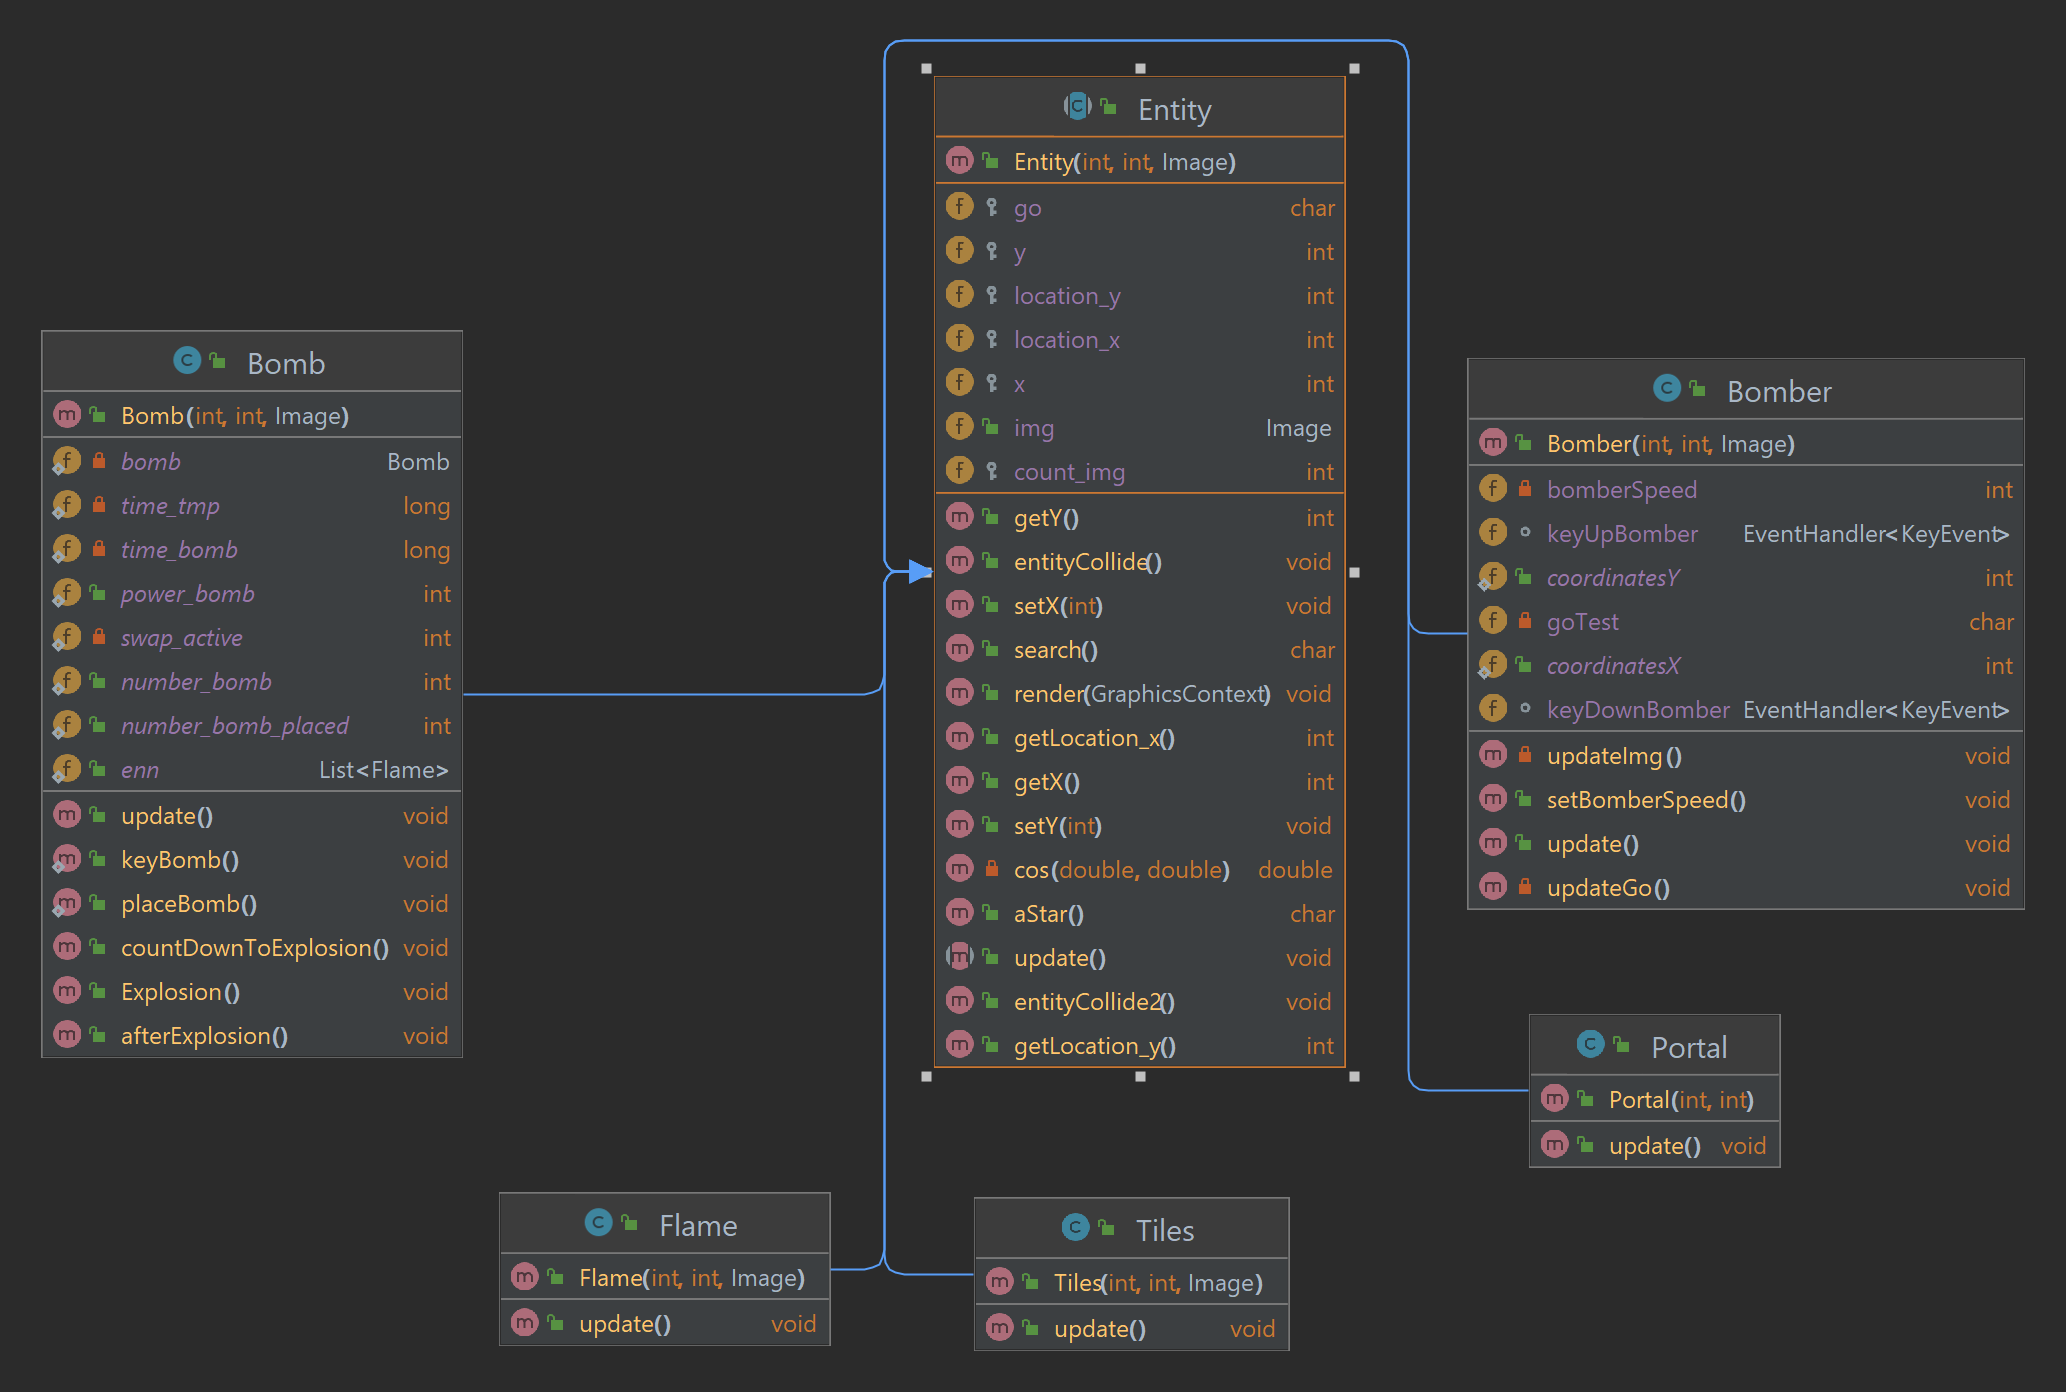 Entity
Entity(int, int, Image)
go char
y int
location_y int
location_x int
x int
img Image
count_img int
getY() int
entityCollide() void
setX(int) void
search() char
render(GraphicsContext) void
getLocation_x() int
getX() int
setY(int) void
cos(double, double) double
aStar() char
update() void
entityCollide2() void
getLocation_y() int
Bomb
Bomb(int, int, Image)
bomb Bomb
time_tmp long
time_bomb long
power_bomb int
swap_active int
number_bomb int
number_bomb_placed int
enn List<Flame>
update() void
keyBomb() void
placeBomb() void
countDownToExplosion() void
Explosion() void
afterExplosion() void
Bomber
Bomber(int, int, Image)
bomberSpeed int
keyUpBomber EventHandler<KeyEvent>
coordinatesY int
goTest char
coordinatesX int
keyDownBomber EventHandler<KeyEvent>
updateImg() void
setBomberSpeed() void
update() void
updateGo() void
Portal
Portal(int, int)
update() void
Flame
Flame(int, int, Image)
update() void
Tiles
Tiles(int, int, Image)
update() void